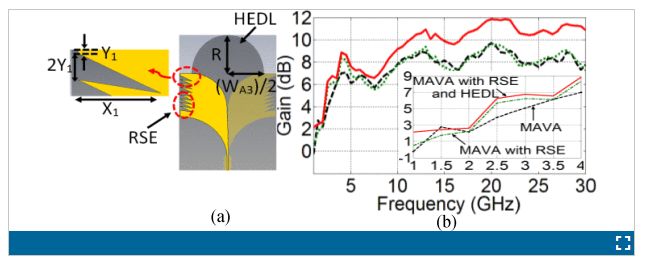 HEDL
Y1
2Y1
R
(WA3)/2
X1
RSE
(a)
Gain (dB)
12
10
8
6
4
2
0
9
7
5
3
1
-1
MAVA with RSE
and HEDL
MAVA
MAVA with RSE
1 1.5 2 2.5 3 3.5 4
5 10 15 20 25 30
Frequency (GHz)
(b)